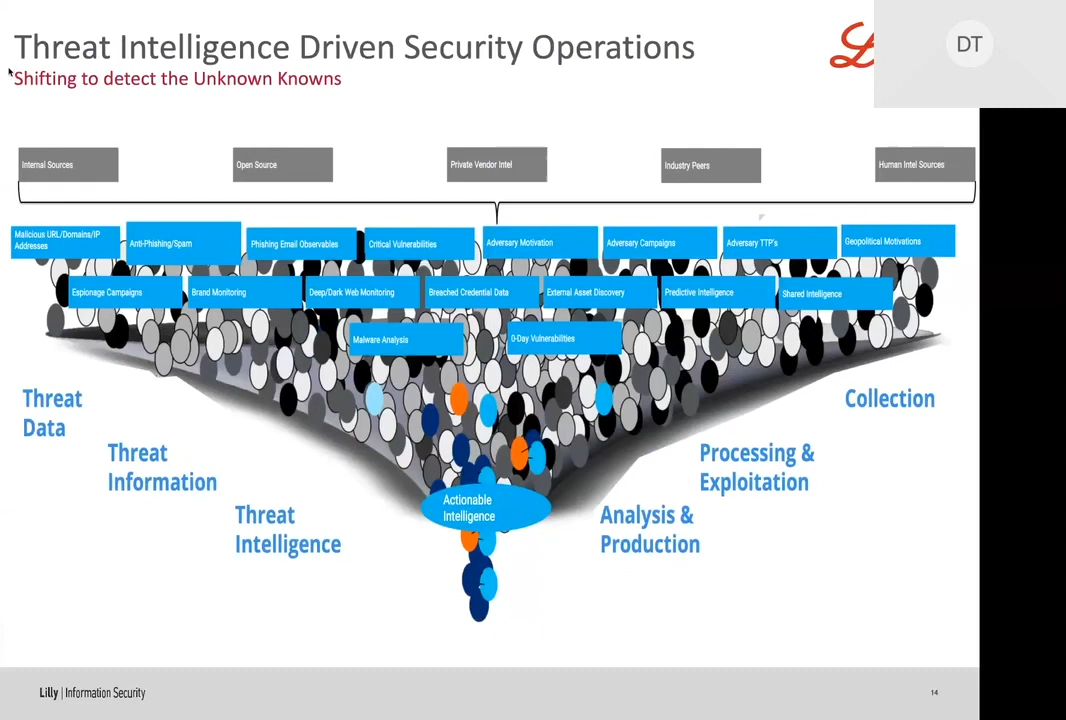 Threat Intelligence Driven Security Operations
Shifting to detect the Unknown Knowns
DT
Internal Sources
Open Source
Private Vendor Intel
Industry Peers
Human Intel Sources
Malicious URL/Domains/IP
Addresses
Anti-Phishing/Spam
Phishing Email Observables
Critical Vulnerabilities
Adversary Motivation
Adversary Campaigns
Adversary TTP's
Geopolitical Motivations
Espionage Campaigns
Brand Monitoring
Deep/Dark Web Monitoring
Breached Credential Data
External Asset Discovery
Predictive Intelligence
Shared Intelligence
Malware Analysis
0-Day Vulnerabilities
Threat
Data
Collection
Threat
Information
Processing &
Exploitation
Threat
Intelligence
Actionable
Intelligence
Analysis &
Production
Lilly | Information Security
14